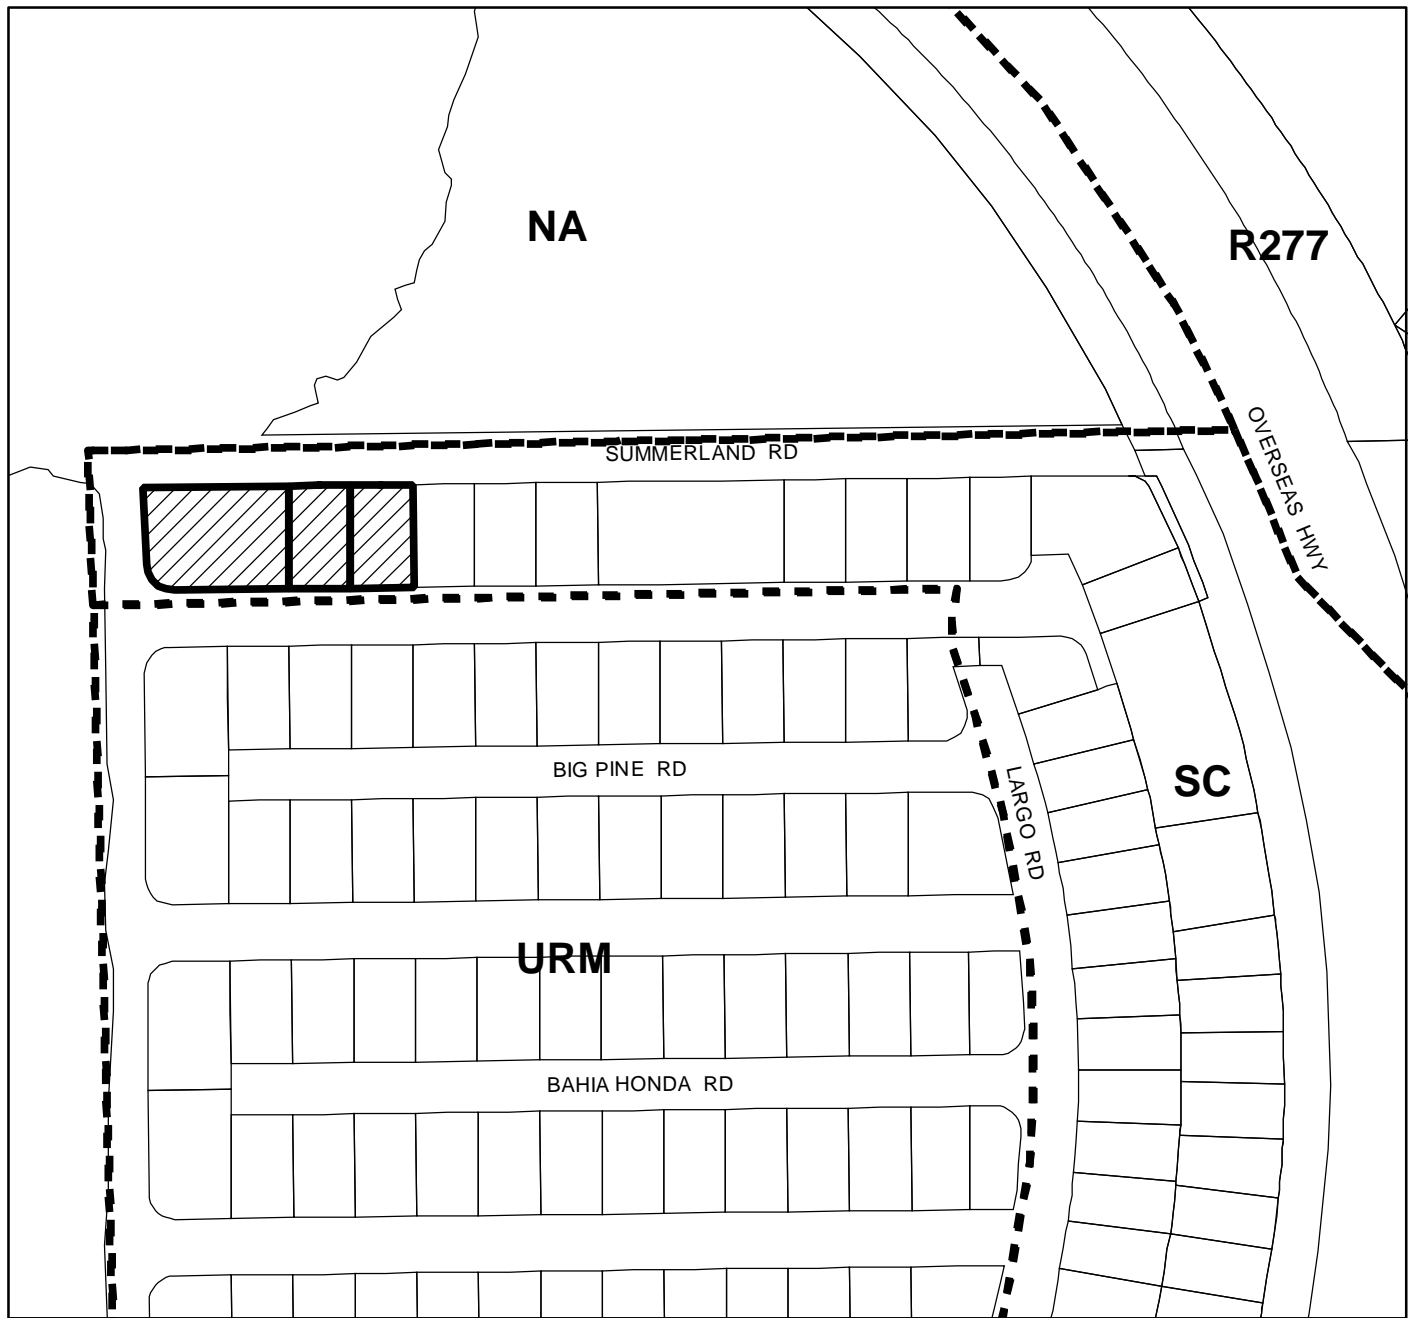 NA
R277
SUMMERLAND RD
OVERSEAS HWY
BIG PINE RD
LARGO RD
SC
URM
BAHIA HONDA RD